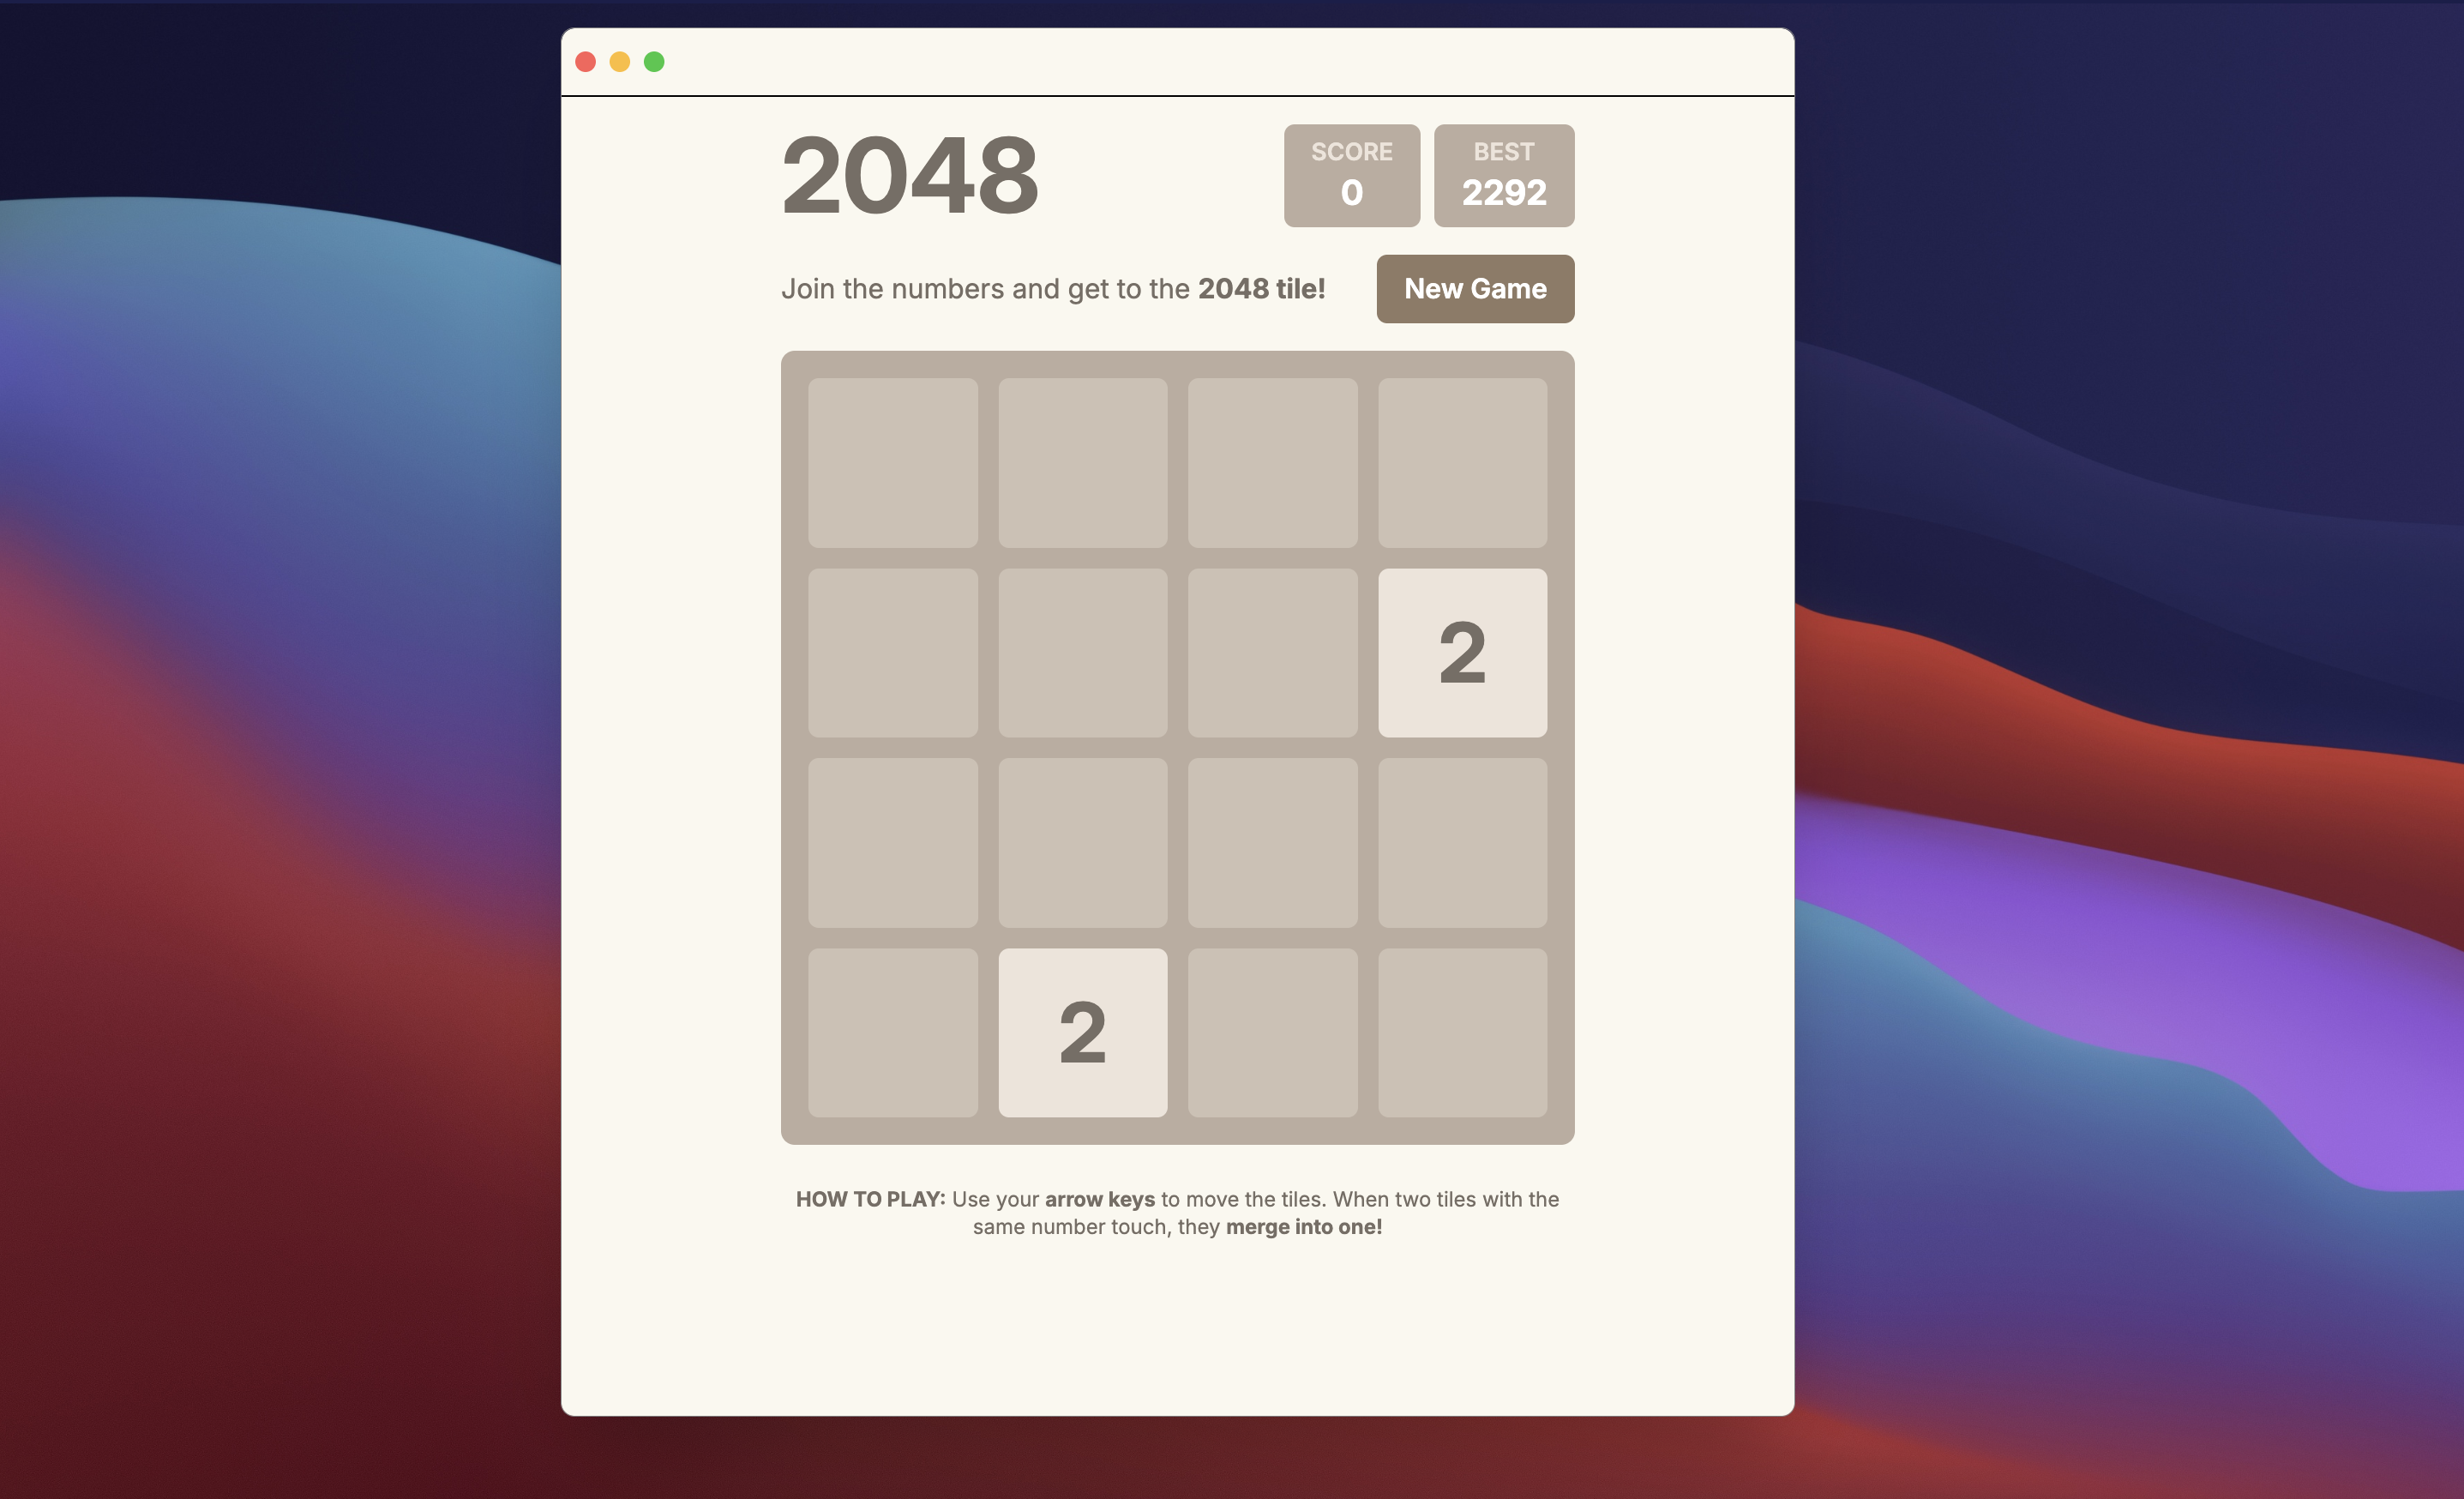 2048
SCORE
0
BEST
2292
Join the numbers and get to the 2048 tile!
New Game
2
2
HOW TO PLAY: Use your arrow keys to move the tiles. When two tiles with the
same number touch, they merge into one!